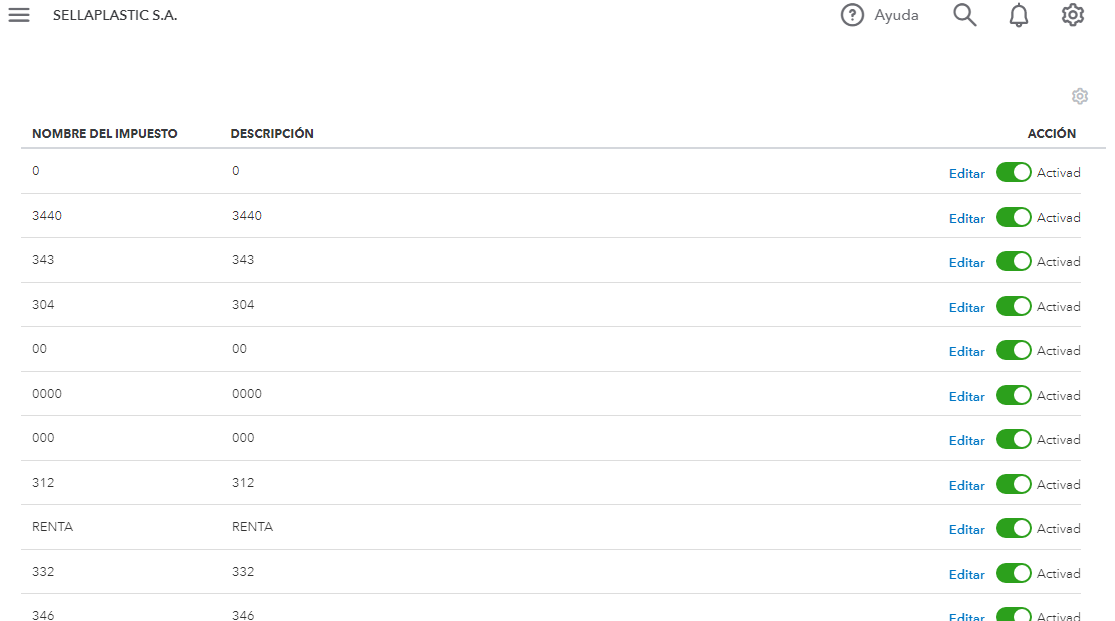 SELLAPLASTIC S.A. Ayuda
NOMBRE DEL IMPUESTO DESCRIPCIÓN ACCIÓN
0 0 Editar Activad
3440 3440 Editar Activad
343 343 Editar Activad
304 304 Editar Activad
00 00 Editar Activad
0000 0000 Editar Activad
000 000 Editar Activad
312 312 Editar Activad
RENTA RENTA Editar Activad
332 332 Editar Activad
346 346 Editar Activad